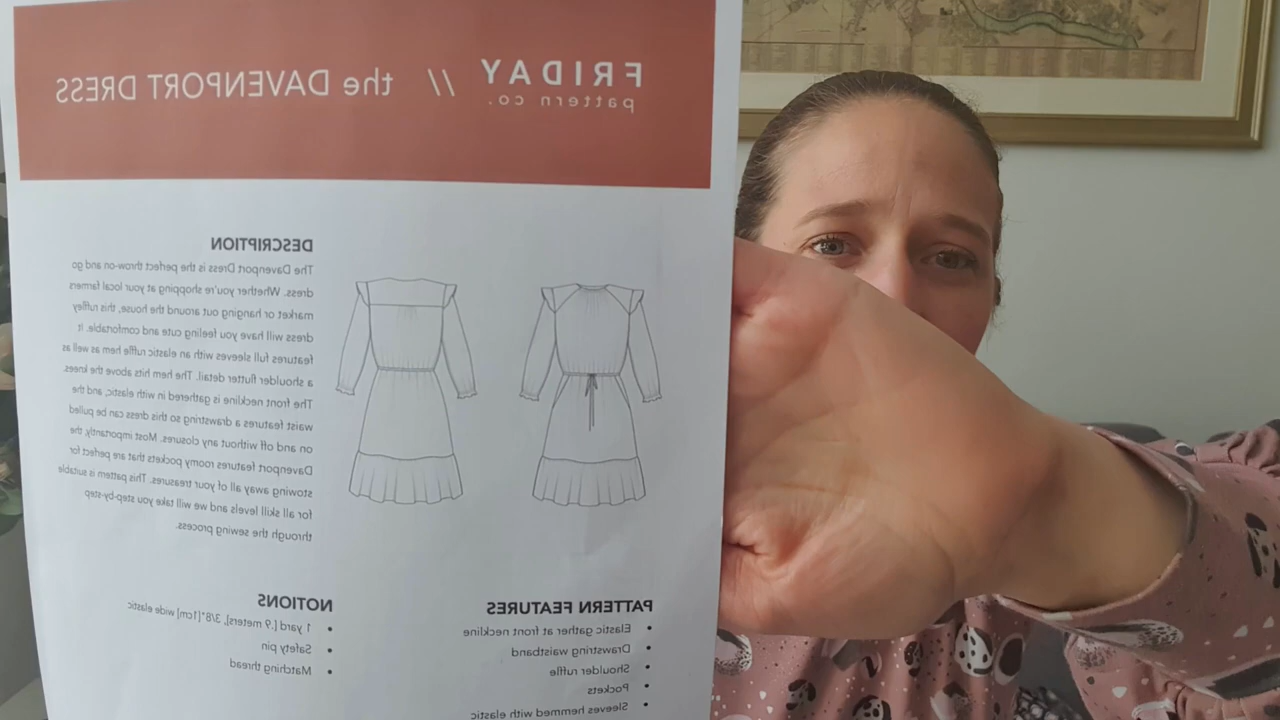 FRIDAY // the DAVENPORT DRESS
pattern co.
DESCRIPTION
The Davenport Dress is the perfect throw-on and go
dress. Whether you're shopping at your local farmers
market or hanging out around the house, this ruffley
dress will have you feeling cute and comfortable. It
features full sleeves with an elastic ruffle hem as well as
a shoulder flutter detail. The hem hits above the knees.
The front neckline is gathered in with elastic, and the
waist features a drawstring so this dress can be pulled
on and off without any closures. Most importantly, the
Davenport features roomy pockets that are perfect for
stowing away all of your treasures. This pattern is suitable
for all skill levels and we will take you step-by-step
through the sewing process.
PATTERN FEATURES
• Elastic gather at front neckline
• Drawstring waistband
• Shoulder ruffle
• Pockets
• Sleeves hemmed with elastic
NOTIONS
• 1 yard [.9 meters], 3/8"[1cm] wide elastic
• Safety pin
• Matching thread